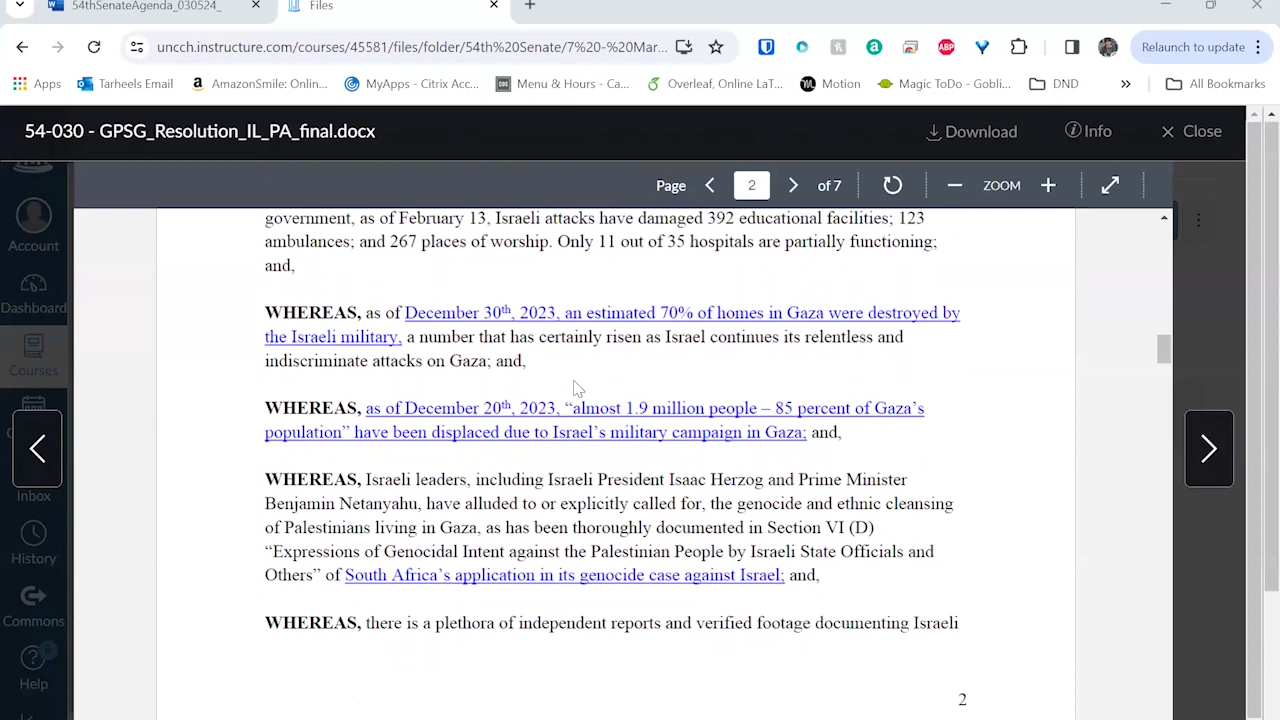 54thSenateAgenda_030524_
Files
uncch.instructure.com/courses/45581/files/folder/54th%20Senate/7%20-%20Mar...
Relaunch to update
Apps
Tarheels Email
AmazonSmile: Onlin...
MyApps - Citrix Acc...
Menu & Hours - Ca...
Overleaf, Online LaT...
Motion
Magic ToDo - Gobli...
DND
All Bookmarks
54-030 - GPSG_Resolution_IL_PA_final.docx
Download
Info
Close
Page 2 of 7
ZOOM
Account
Dashboard
Courses
Inbox
History
Commons
Help
government, as of February 13, Israeli attacks have damaged 392 educational facilities; 123
ambulances; and 267 places of worship. Only 11 out of 35 hospitals are partially functioning;
and,
WHEREAS, as of December 30th, 2023, an estimated 70% of homes in Gaza were destroyed by
the Israeli military, a number that has certainly risen as Israel continues its relentless and
indiscriminate attacks on Gaza; and,
WHEREAS, as of December 20th, 2023, “almost 1.9 million people – 85 percent of Gaza’s
population” have been displaced due to Israel’s military campaign in Gaza; and,
WHEREAS, Israeli leaders, including Israeli President Isaac Herzog and Prime Minister
Benjamin Netanyahu, have alluded to or explicitly called for, the genocide and ethnic cleansing
of Palestinians living in Gaza, as has been thoroughly documented in Section VI (D)
“Expressions of Genocidal Intent against the Palestinian People by Israeli State Officials and
Others” of South Africa’s application in its genocide case against Israel; and,
WHEREAS, there is a plethora of independent reports and verified footage documenting Israeli
2